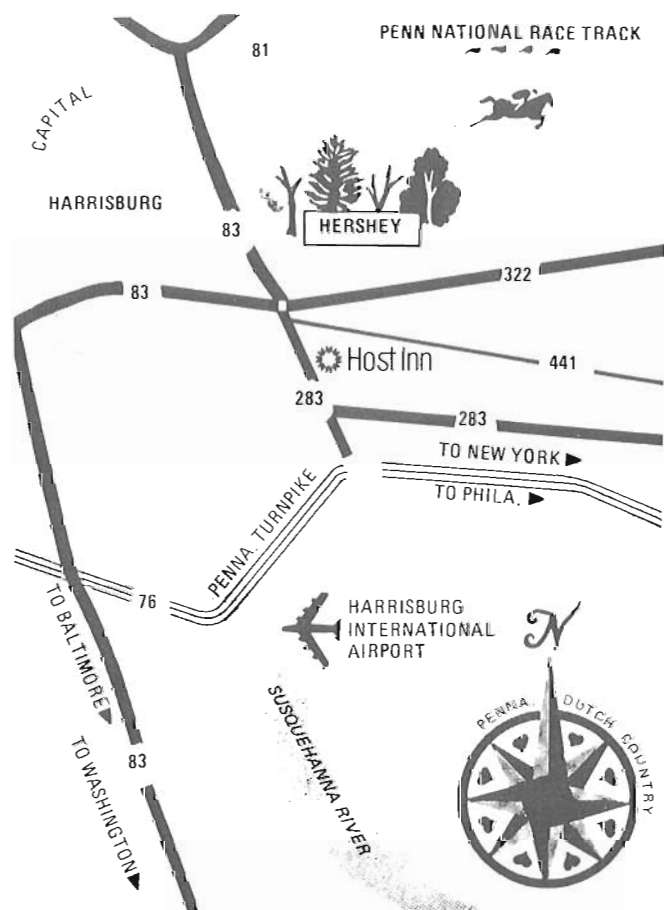 81
PENN NATIONAL RACE TRACK
CAPITAL
HARRISBURG
83
HERSHEY
322
83
Host Inn
441
283
283
TO NEW YORK
TO PHILA.
PENNA. TURNPIKE
76
TO BALTIMORE
HARRISBURG
INTERNATIONAL
AIRPORT
N
PENNA. DUTCH COUNTRY
SUSQUEHANNA RIVER
83
TO WASHINGTON